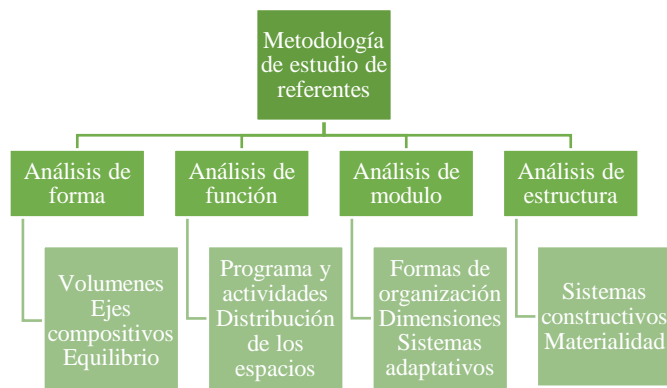 Metodología
de estudio de
referentes
Análisis de
forma
Análisis de
función
Análisis de
modulo
Análisis de
estructura
Volumenes
Ejes
compositivos
Equilibrio
Programa y
actividades
Distribución
de los
espacios
Formas de
organización
Dimensiones
Sistemas
adaptativos
Sistemas
constructivos
Materialidad